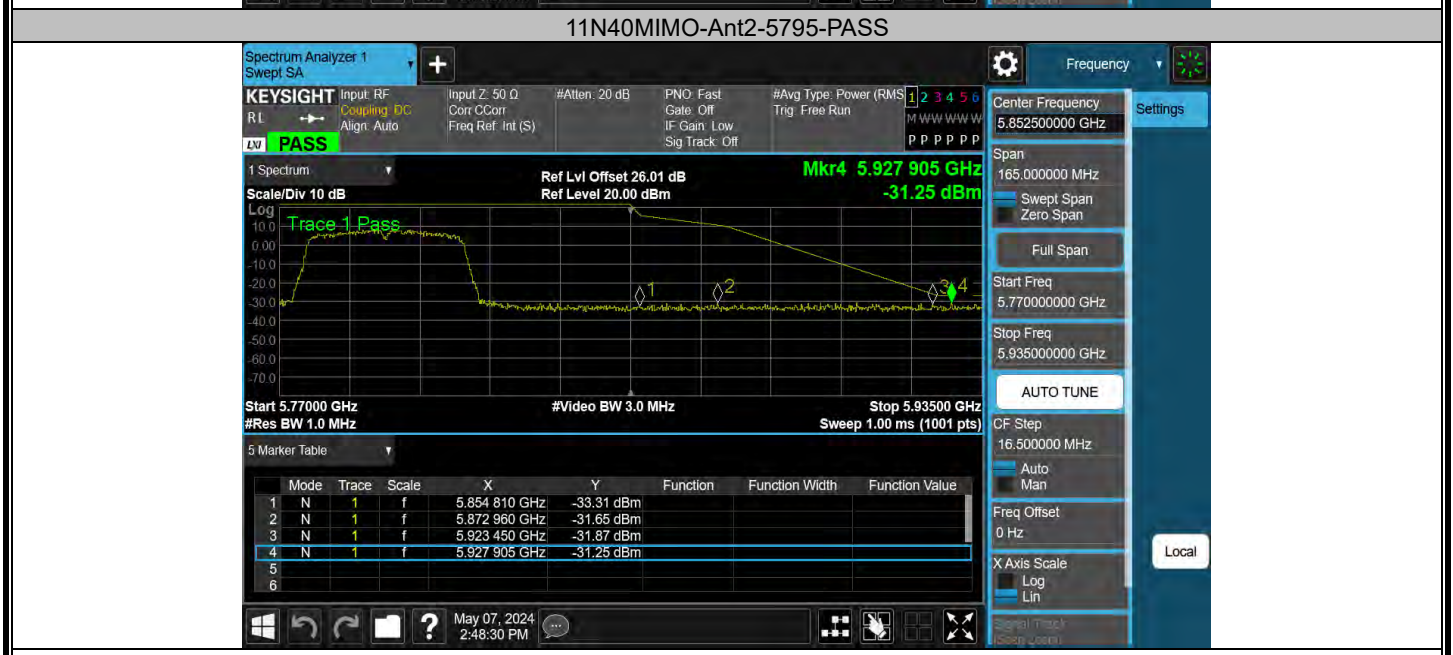 11N40MIMO-Ant2-5795-PASS
Spectrum Analyzer 1
Swept SA
Frequency
KEYSIGHT
Input: RF
Coupling: DC
Align: Auto
Input Z: 50 Ω
Corr CCorr
Freq Ref: Int (S)
#Atten: 20 dB
PNO: Fast
Gate: Off
IF Gain: Low
Sig Track: Off
#Avg Type: Power (RMS
Trig: Free Run
1 2 3 4 5 6
M W W W W W
P P P P P P
R L
LXI PASS
1 Spectrum
Scale/Div 10 dB
Ref Lvl Offset 26.01 dB
Ref Level 20.00 dBm
Mkr4 5.927 905 GHz
-31.25 dBm
Log
Trace 1 Pass
10.0
0.00
-10.0
-20.0
-30.0
-40.0
-50.0
-60.0
-70.0
1
2
3
4
Start 5.77000 GHz
#Video BW 3.0 MHz
Stop 5.93500 GHz
#Res BW 1.0 MHz
Sweep 1.00 ms (1001 pts)
5 Marker Table
Mode Trace Scale X Y Function Function Width Function Value
1 N 1 f 5.854 810 GHz -33.31 dBm
2 N 1 f 5.872 960 GHz -31.65 dBm
3 N 1 f 5.923 450 GHz -31.87 dBm
4 N 1 f 5.927 905 GHz -31.25 dBm
5
6
May 07, 2024
2:48:30 PM
Center Frequency
5.852500000 GHz
Settings
Span
165.000000 MHz
Swept Span
Zero Span
Full Span
Start Freq
5.770000000 GHz
Stop Freq
5.935000000 GHz
AUTO TUNE
CF Step
16.500000 MHz
Auto
Man
Freq Offset
0 Hz
X Axis Scale
Log
Lin
Local
Signal Track
(Span Zoom)